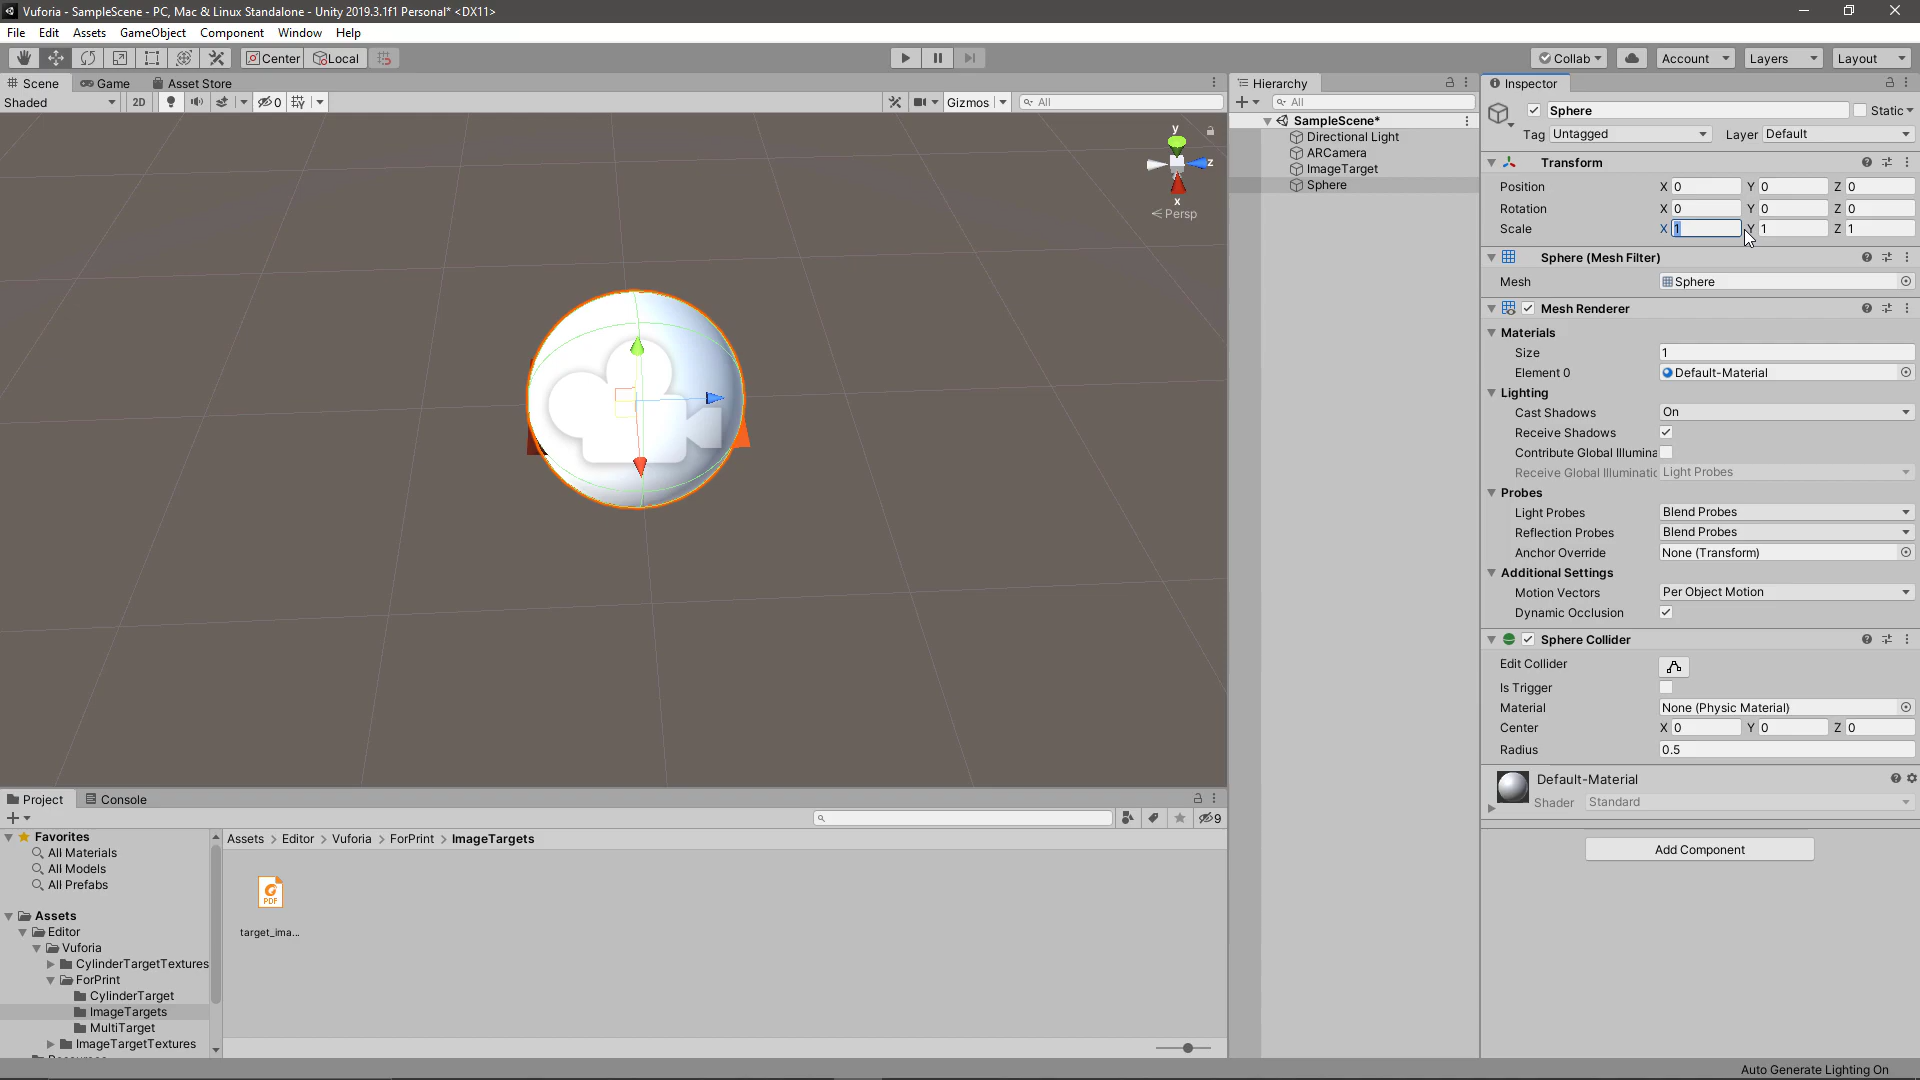 Vuforia - SampleScene - PC, Mac & Linux Standalone - Unity 2019.3.1f1 Personal* <DX11>
File Edit Assets GameObject Component Window Help
Center Local Collab Account Layers Layout
Scene Game Asset Store
Shaded 2D 0 Gizmos All
y
z
x
Persp
Hierarchy
All
SampleScene*
Directional Light
ARCamera
ImageTarget
Sphere
Inspector
Sphere Static
Tag Untagged Layer Default
Transform
Position X 0 Y 0 Z 0
Rotation X 0 Y 0 Z 0
Scale X 1 Y 1 Z 1
Sphere (Mesh Filter)
Mesh Sphere
Mesh Renderer
Materials
Size 1
Element 0 Default-Material
Lighting
Cast Shadows On
Receive Shadows
Contribute Global Illumina
Receive Global Illuminatic Light Probes
Probes
Light Probes Blend Probes
Reflection Probes Blend Probes
Anchor Override None (Transform)
Additional Settings
Motion Vectors Per Object Motion
Dynamic Occlusion
Sphere Collider
Edit Collider
Is Trigger
Material None (Physic Material)
Center X 0 Y 0 Z 0
Radius 0.5
Default-Material
Shader Standard
Add Component
Project Console
9
Favorites
All Materials
All Models
All Prefabs
Assets
Editor
Vuforia
CylinderTargetTextures
ForPrint
CylinderTarget
ImageTargets
MultiTarget
ImageTargetTextures
Assets > Editor > Vuforia > ForPrint > ImageTargets
PDF
target_ima...
Auto Generate Lighting On